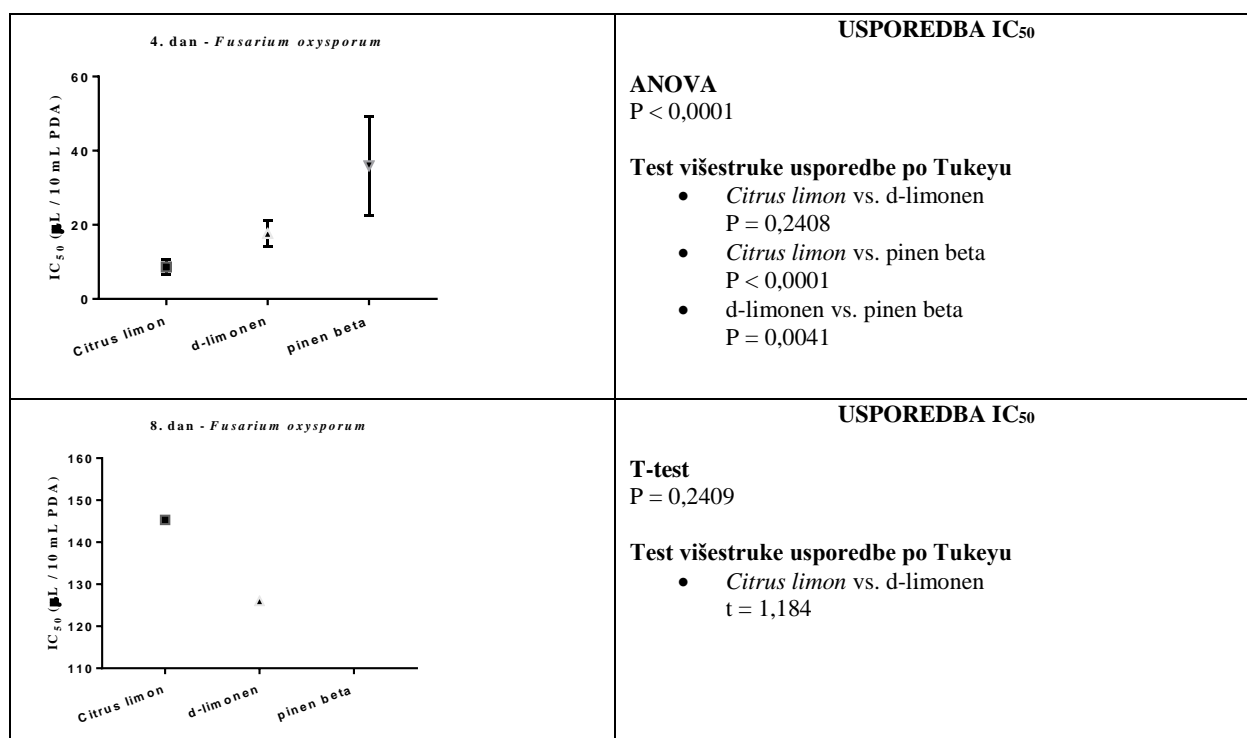 4. dan - Fusarium oxysporum
60
40
20
0
IC50 (µL / 10 mL PDA)
Citrus limon
d-limonen
pinen beta
USPOREDBA IC50
ANOVA
P < 0,0001
Test višestruke usporedbe po Tukeyu
• Citrus limon vs. d-limonen
P = 0,2408
• Citrus limon vs. pinen beta
P < 0,0001
• d-limonen vs. pinen beta
P = 0,0041
8. dan - Fusarium oxysporum
160
150
140
130
120
110
IC50 (µL / 10 mL PDA)
Citrus limon
d-limonen
pinen beta
USPOREDBA IC50
T-test
P = 0,2409
Test višestruke usporedbe po Tukeyu
• Citrus limon vs. d-limonen
t = 1,184